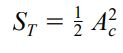 S_T = ½ A_c²